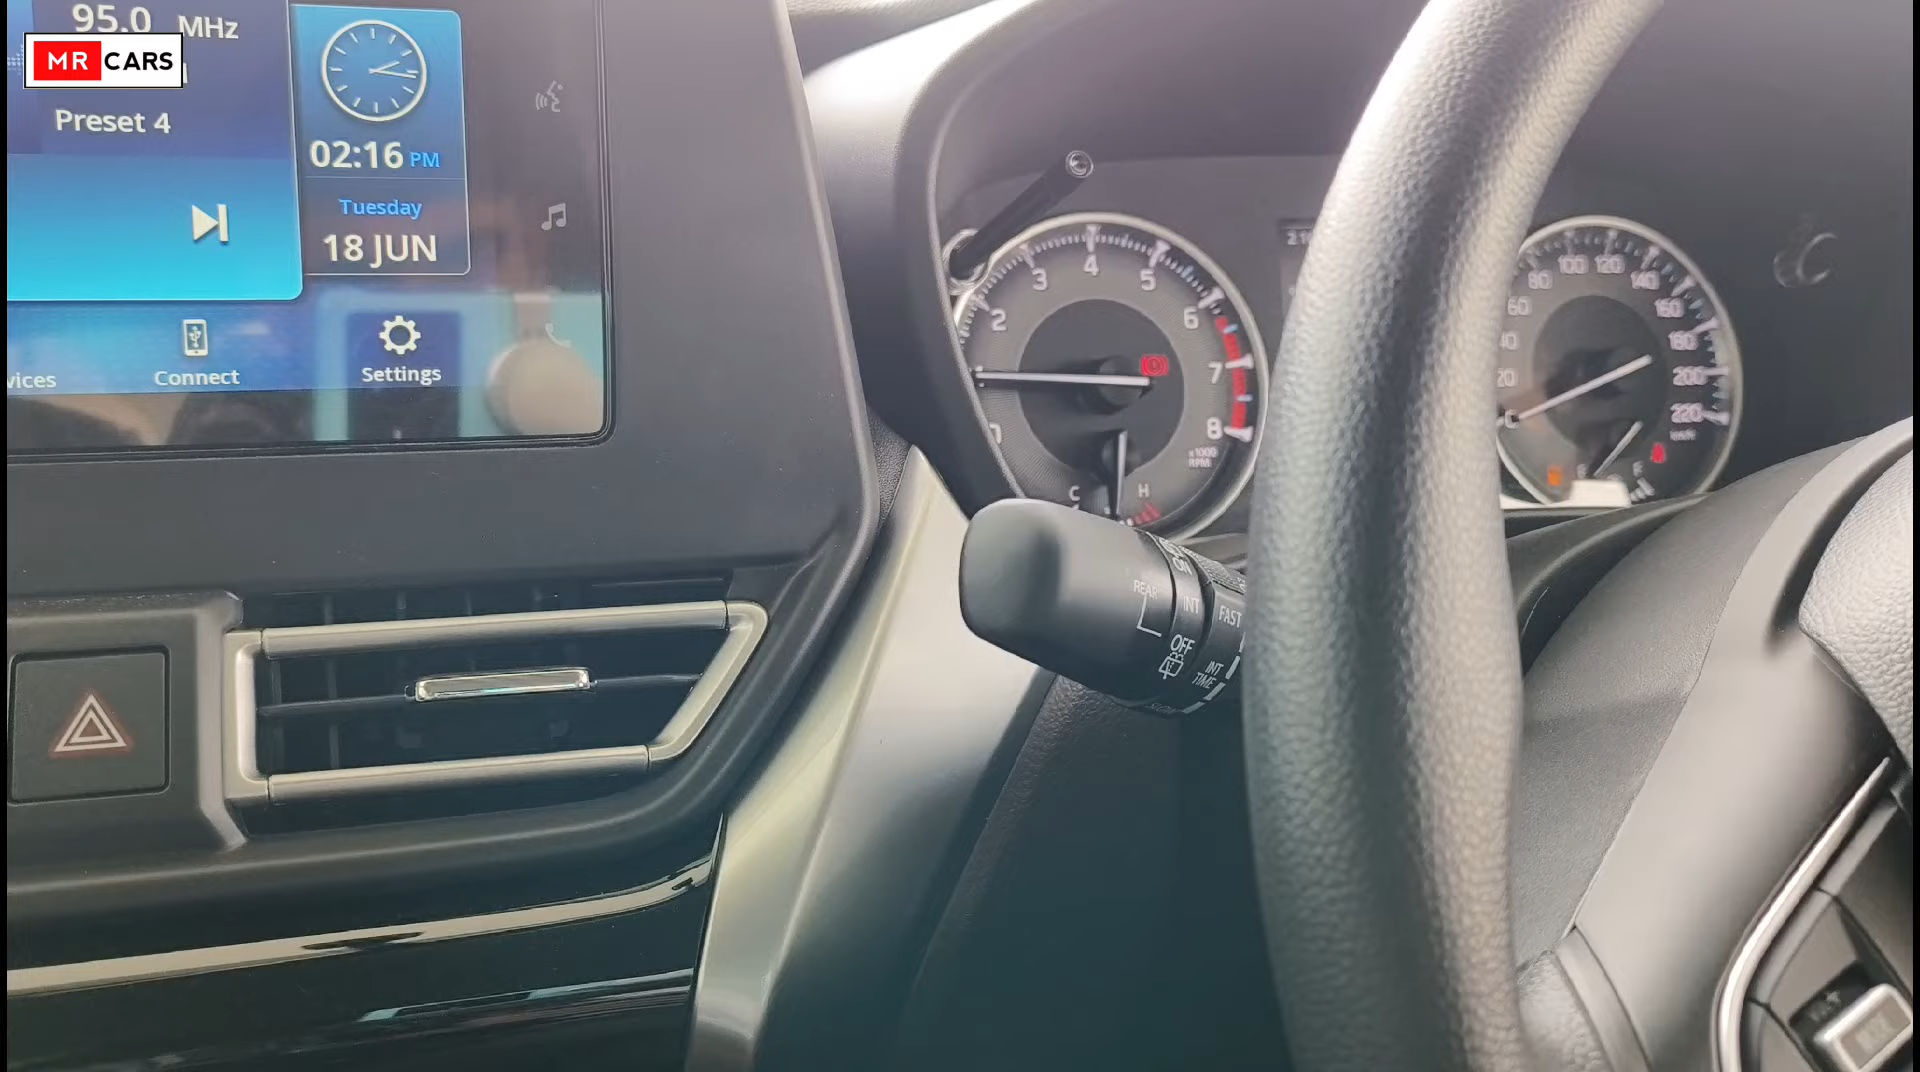 95.0 MHz
MR CARS
Preset 4
02:16 PM
Tuesday
18 JUN
vices
Connect
Settings
2
3
4
5
6
7
8
x1000
RPM
C
H
20
60
80
100
120
140
160
180
200
220
km/h
F
REAR
ON
INT
OFF
FAST
INT
TIME
SLOW